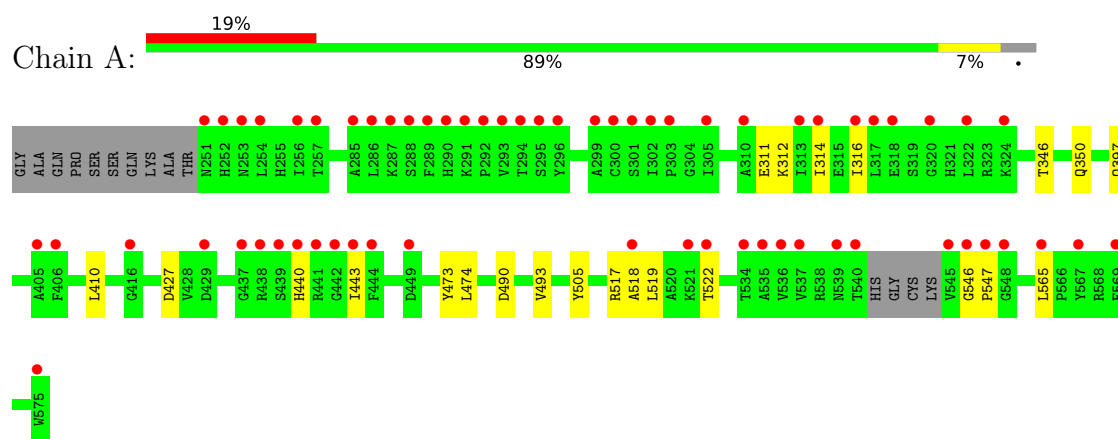 19%
Chain A:
89% 7% •
GLY ALA GLN PRO SER SER GLN LYS ALA THR N251 H252 N253 L254 H255 I256 T257 A285 L286 K287 S288 F289 H290 K291 P292 V293 T294 S295 Y296 A299 C300 S301 I302 P303 G304 I305 A310 E311 K312 I313 I314 E315 I316 L317 E318 S319 G320 H321 L322 R323 K324 T346 Q350
A405 F406 L410 G416 D427 V428 D429 G437 R438 S439 H440 R441 G442 I443 F444 D449 Y473 L474 D490 V493 Y505 R517 A518 L519 A520 K521 T522 T534 A535 V536 V537 R538 N539 T540 HIS GLY CYS LYS V545 G546 P547 G548 L565 P566 Y567 R568
W575